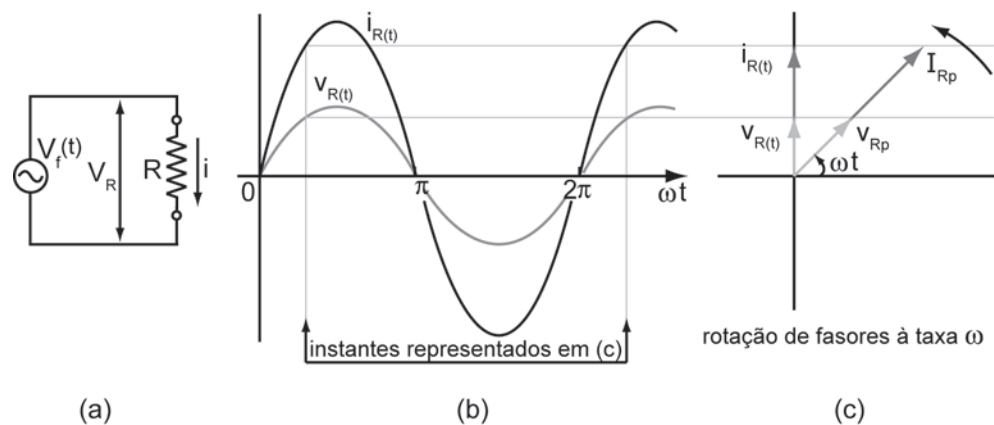 V_f(t)
V_R
R
i
(a)
i_R(t)
v_R(t)
0
π
2π
ωt
instantes representados em (c)
(b)
i_R(t)
I_Rp
v_R(t)
v_Rp
ωt
rotação de fasores à taxa ω
(c)